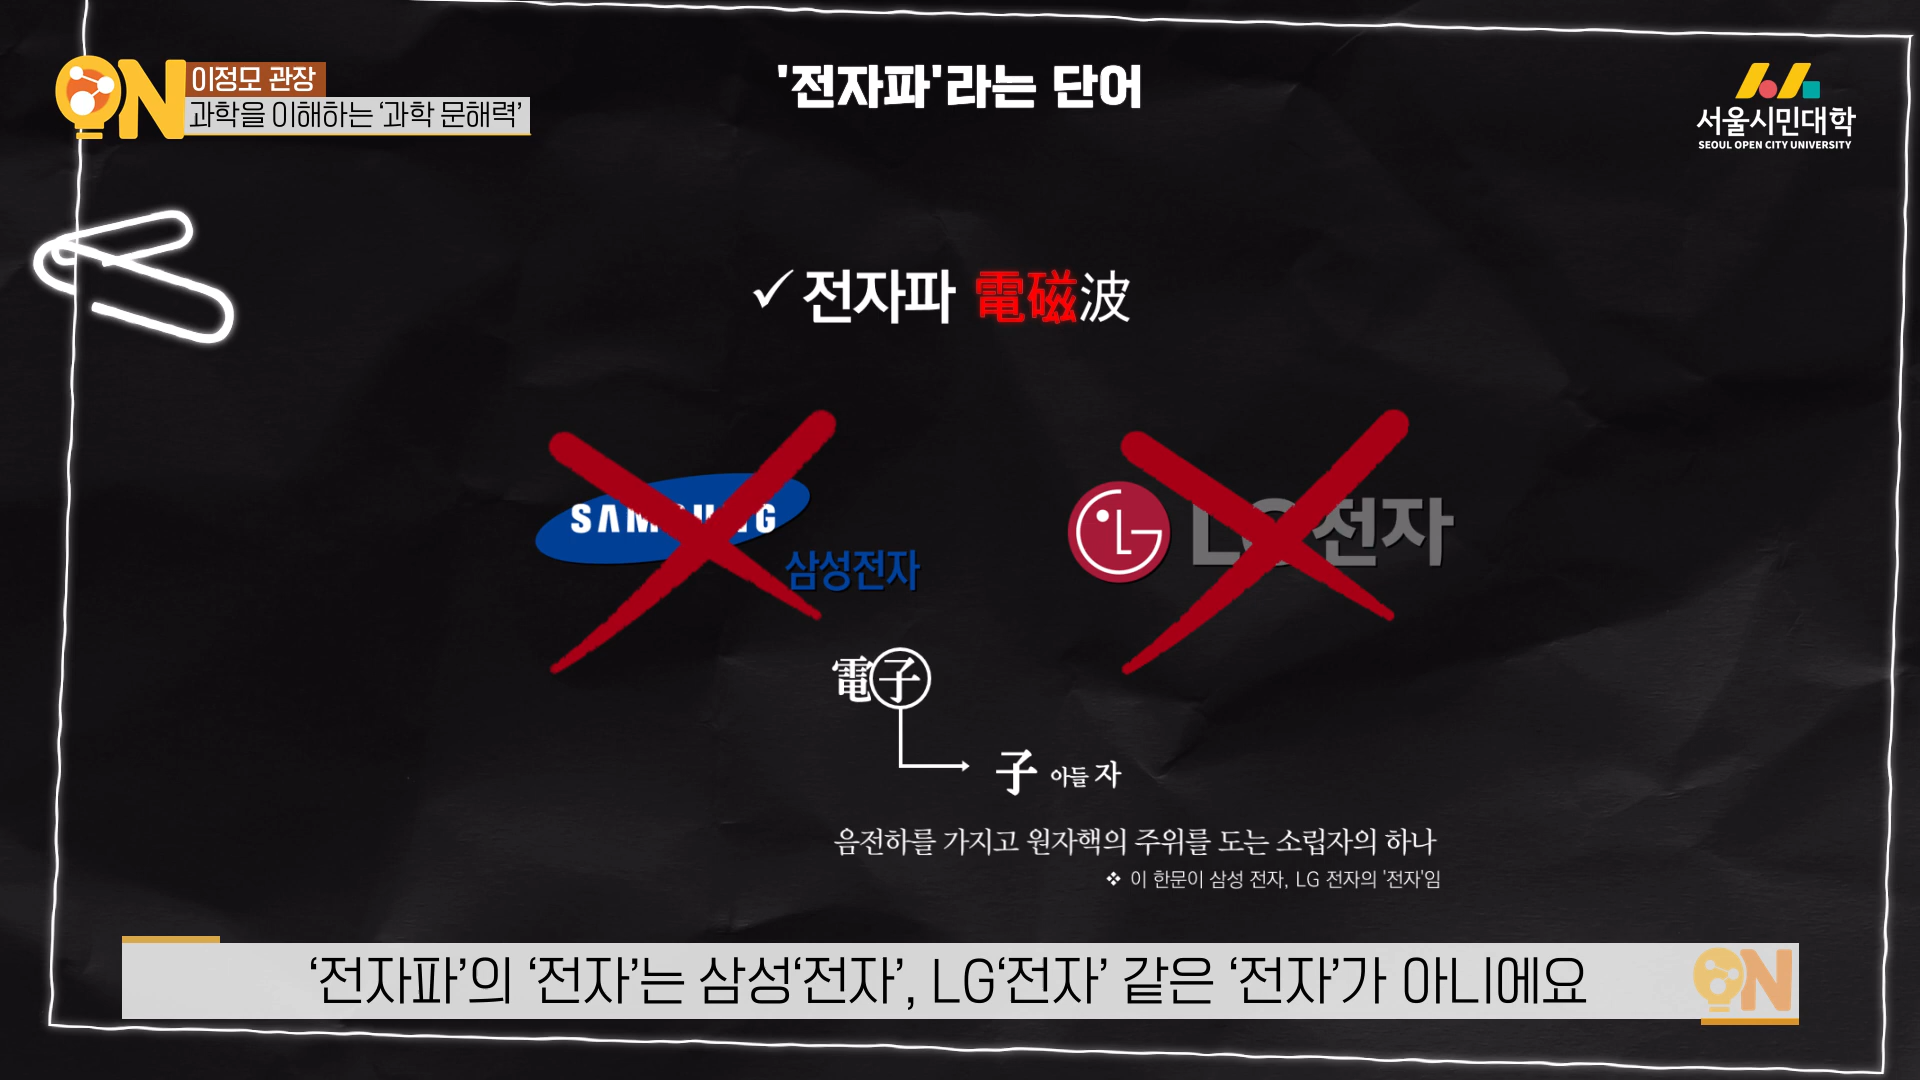 ON
이정모 관장
과학을 이해하는 ‘과학 문해력’
'전자파'라는 단어
서울시민대학
SEOUL OPEN CITY UNIVERSITY
✓ 전자파 電磁波
SAMSUNG
삼성전자
LG전자
電子
子 아들 자
음전하를 가지고 원자핵의 주위를 도는 소립자의 하나
❖ 이 한문이 삼성 전자, LG 전자의 '전자'임
‘전자파’의 ‘전자’는 삼성‘전자’, LG‘전자’ 같은 ‘전자’가 아니에요
ON